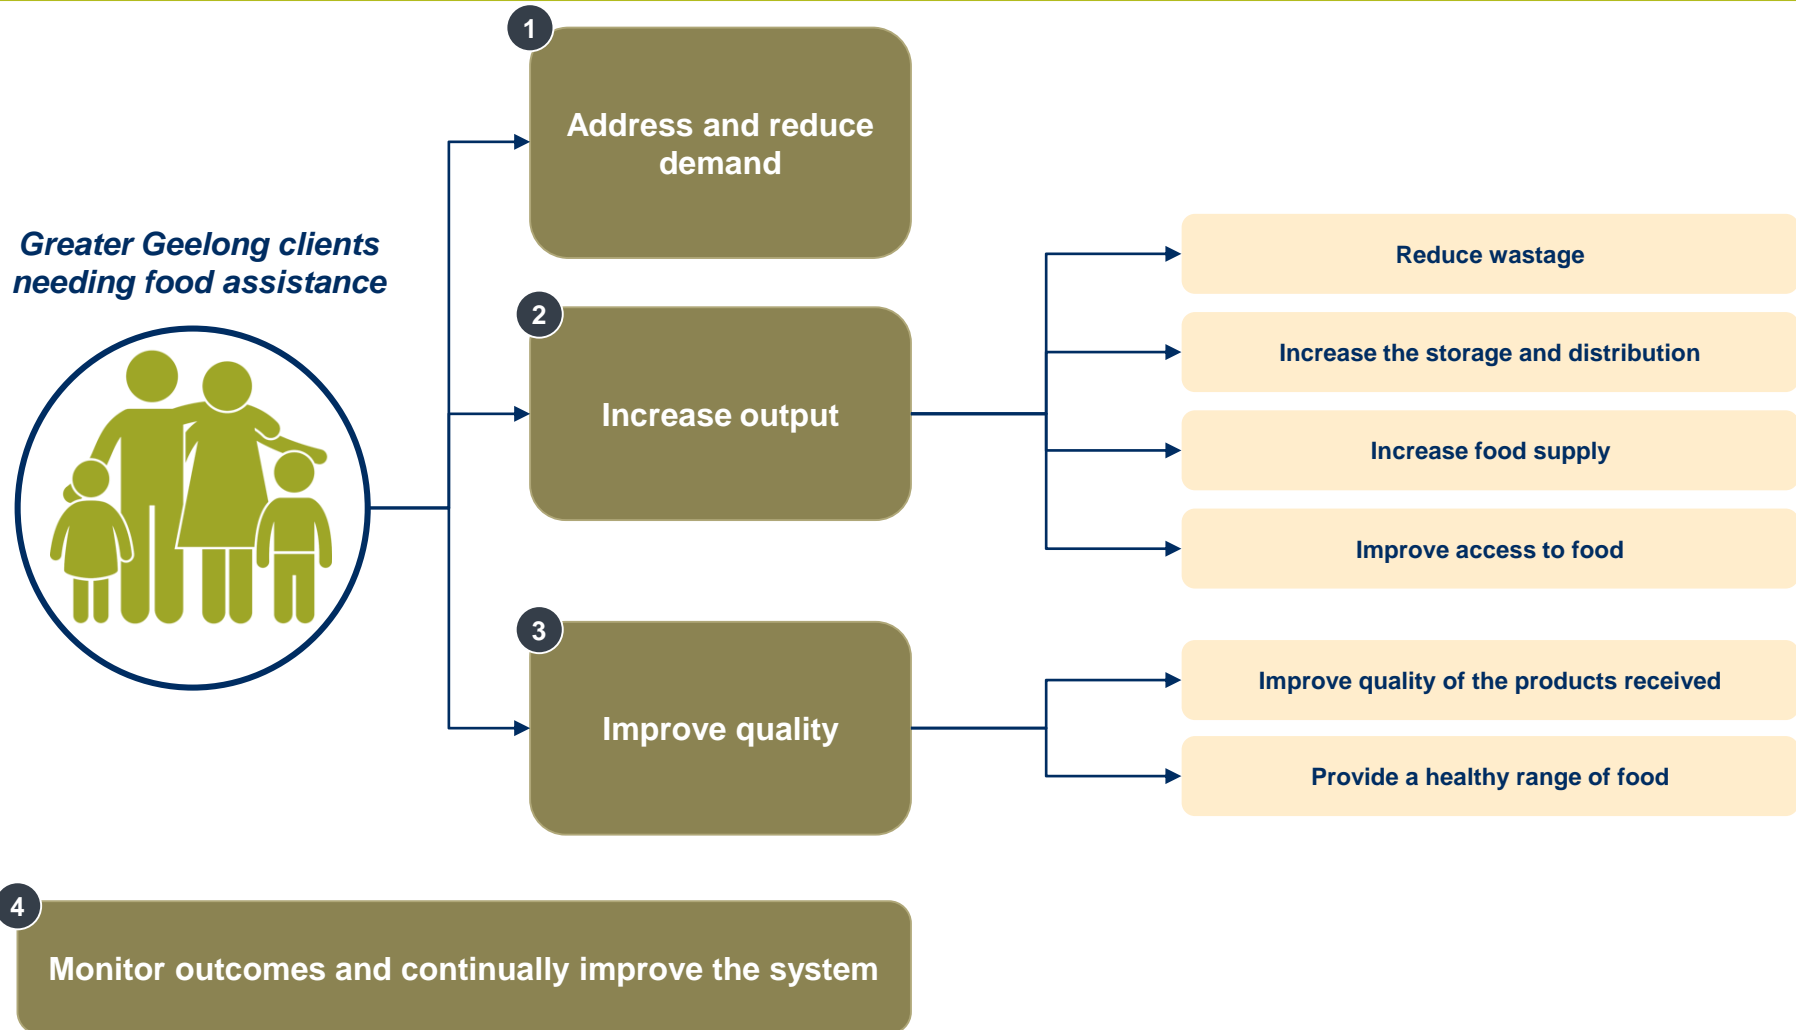 Greater Geelong clients
needing food assistance
1
Address and reduce
demand
2
Increase output
Reduce wastage
Increase the storage and distribution
Increase food supply
Improve access to food
3
Improve quality
Improve quality of the products received
Provide a healthy range of food
4
Monitor outcomes and continually improve the system